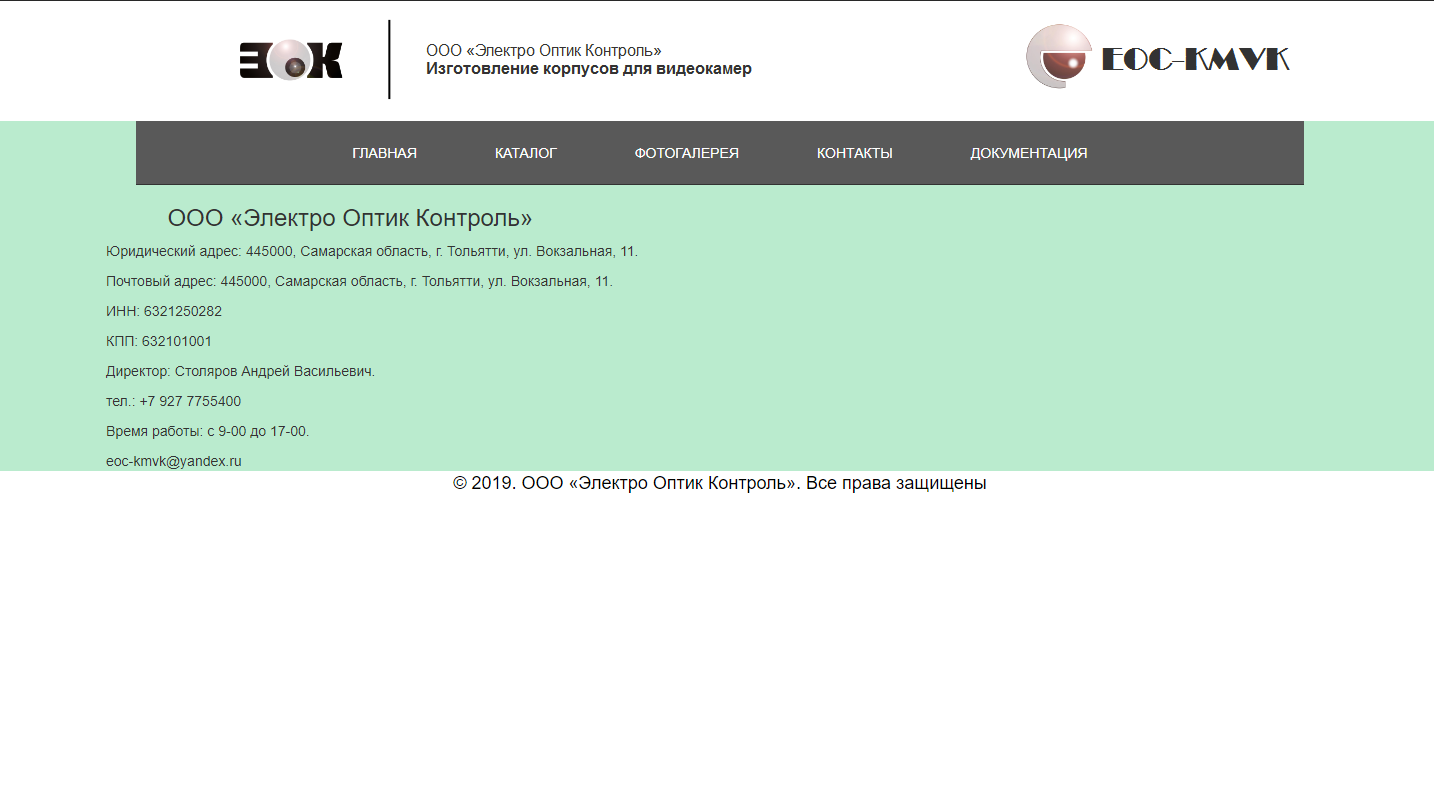 ЭОК
ООО «Электро Оптик Контроль»
Изготовление корпусов для видеокамер
EOC-KMVK
ГЛАВНАЯ КАТАЛОГ ФОТОГАЛЕРЕЯ КОНТАКТЫ ДОКУМЕНТАЦИЯ
ООО «Электро Оптик Контроль»
Юридический адрес: 445000, Самарская область, г. Тольятти, ул. Вокзальная, 11.
Почтовый адрес: 445000, Самарская область, г. Тольятти, ул. Вокзальная, 11.
ИНН: 6321250282
КПП: 632101001
Директор: Столяров Андрей Васильевич.
тел.: +7 927 7755400
Время работы: с 9-00 до 17-00.
eoc-kmvk@yandex.ru
© 2019. ООО «Электро Оптик Контроль». Все права защищены